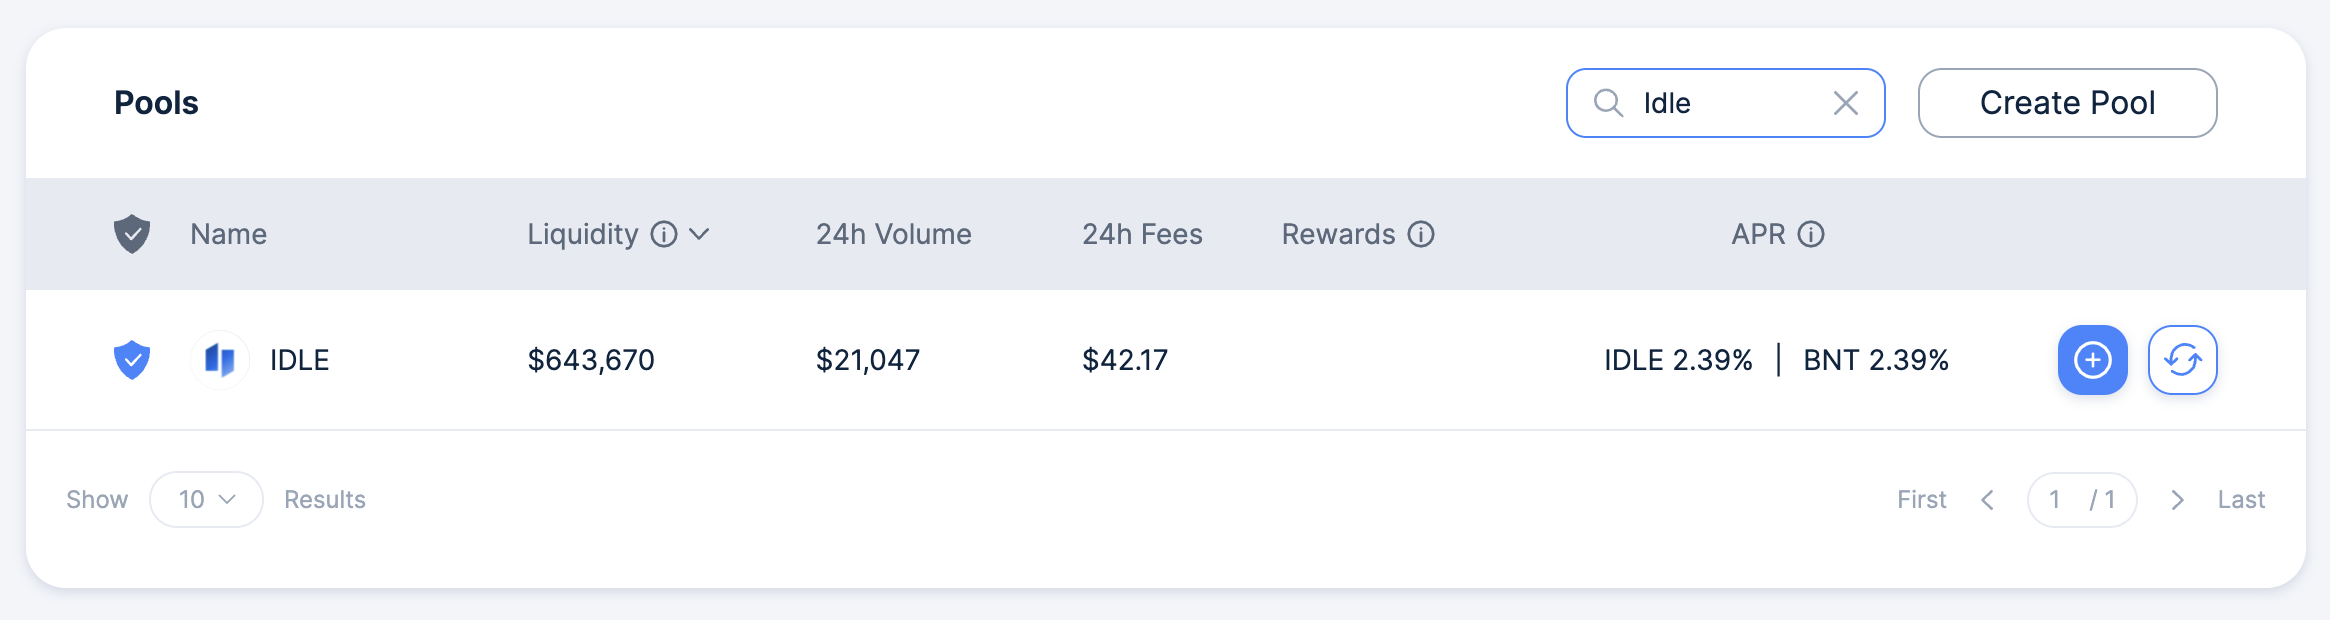 Pools
Idle
Create Pool
Name Liquidity 24h Volume 24h Fees Rewards APR
IDLE $643,670 $21,047 $42.17 IDLE 2.39% | BNT 2.39%
Show 10 Results First 1 / 1 Last